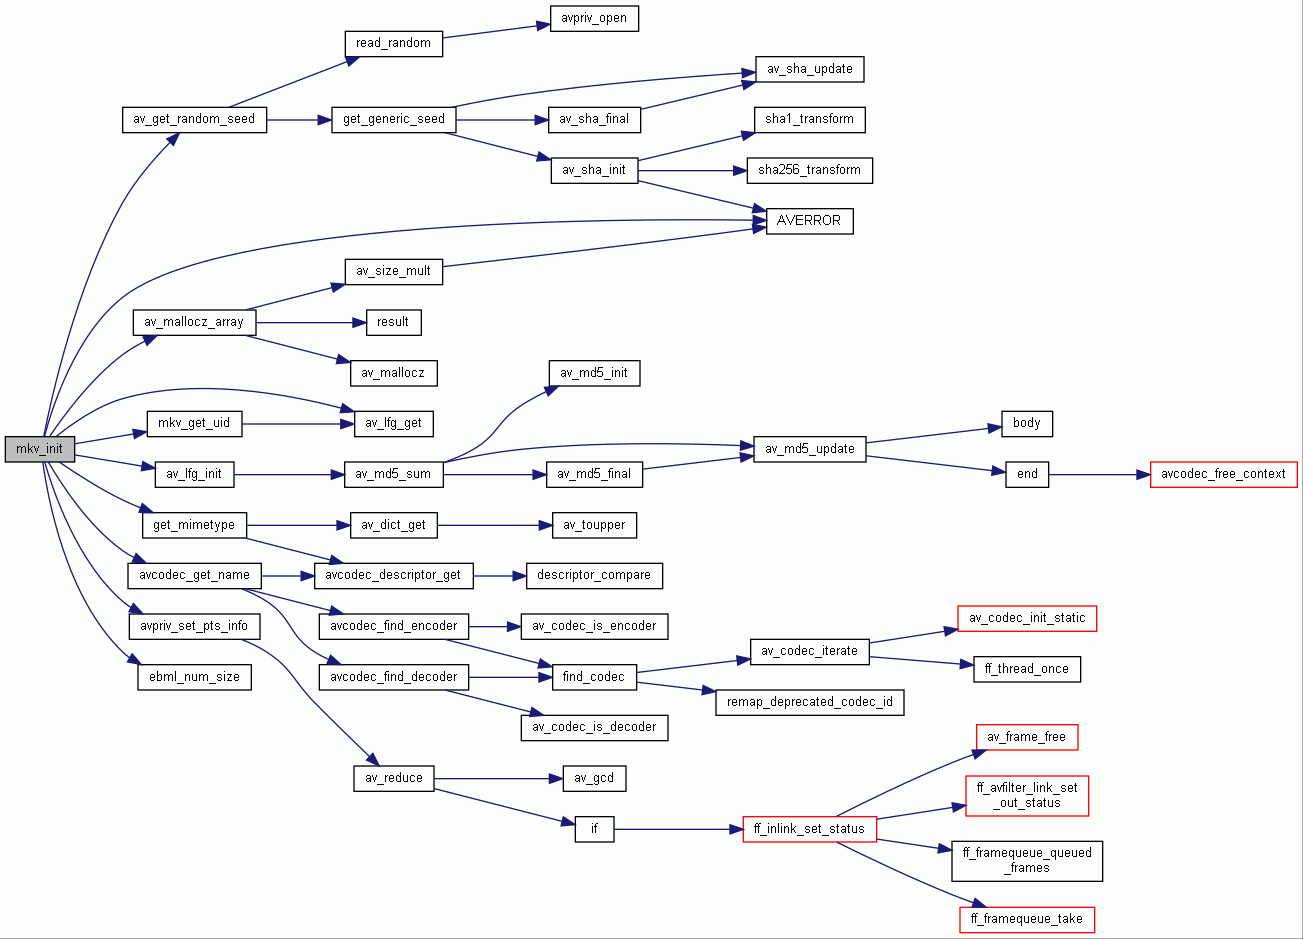 avpriv_open
read_random
av_sha_update
av_get_random_seed
get_generic_seed
av_sha_final
sha1_transform
av_sha_init
sha256_transform
AVERROR
av_size_mult
av_mallocz_array
result
av_mallocz
av_md5_init
mkv_get_uid
av_lfg_get
body
mkv_init
av_md5_update
av_lfg_init
av_md5_sum
av_md5_final
end
avcodec_free_context
get_mimetype
av_dict_get
av_toupper
avcodec_get_name
avcodec_descriptor_get
descriptor_compare
av_codec_init_static
avpriv_set_pts_info
avcodec_find_encoder
av_codec_is_encoder
av_codec_iterate
ff_thread_once
ebml_num_size
avcodec_find_decoder
find_codec
remap_deprecated_codec_id
av_codec_is_decoder
av_frame_free
av_reduce
av_gcd
ff_avfilter_link_set
_out_status
if
ff_inlink_set_status
ff_framequeue_queued
_frames
ff_framequeue_take